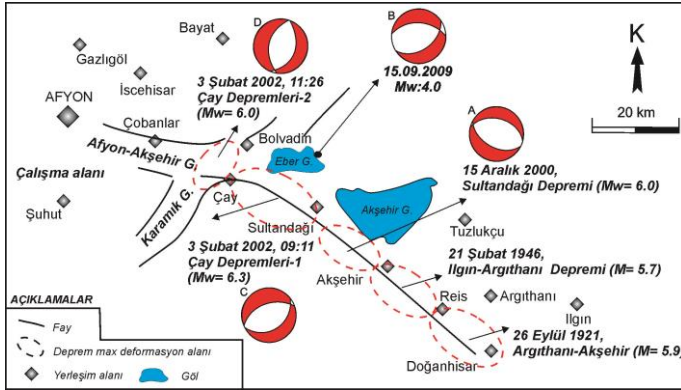 D
B
K
Bayat
Gazlıgöl
İscehisar
3 Şubat 2002, 11:26
Çay Depremleri-2
(Mw= 6.0)
15.09.2009
Mw:4.0
20 km
AFYON
A
Çobanlar
Bolvadin
Afyon-Akşehir G.
Eber G.
15 Aralık 2000,
Sultandağı Depremi (Mw= 6.0)
Çalışma alanı
Çay
Şuhut
Karamık G.
Sultandağı
Akşehir G.
Tuzlukçu
3 Şubat 2002, 09:11
Çay Depremleri-1
(Mw= 6.3)
Akşehir
21 Şubat 1946,
Ilgın-Argıthanı Depremi (M= 5.7)
C
Reis
Argıthanı
Ilgın
AÇIKLAMALAR
Fay
Deprem max deformasyon alanı
Yerleşim alanı
Göl
Doğanhisar
26 Eylül 1921,
Argıthanı-Akşehir (M= 5.9)